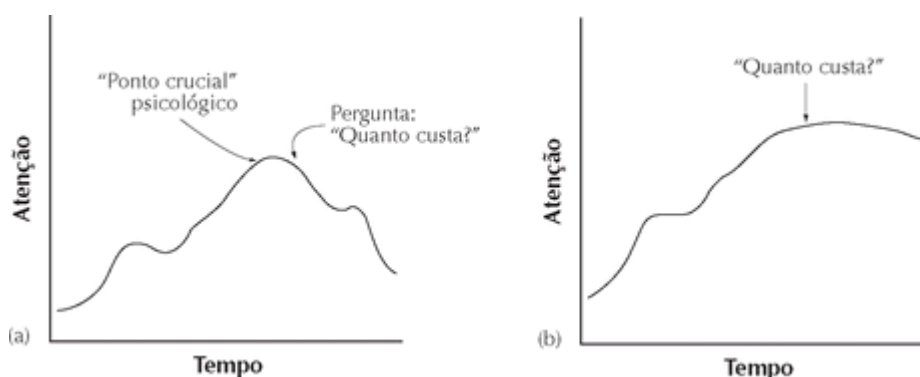 “Ponto crucial”
psicológico
Pergunta:
“Quanto custa?”
Atenção
(a)
Tempo
“Quanto custa?”
Atenção
(b)
Tempo